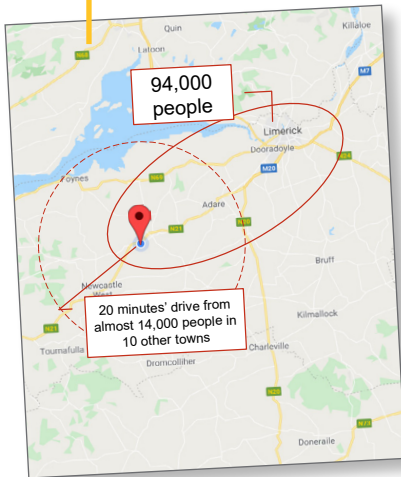 Quin
Killaloe
N68
Latoon
M7
94,000
people
Limerick
Dooradoyle
N24
M20
Foynes
N69
Adare
N21
N20
Bruff
Newcastle
West
20 minutes' drive from
almost 14,000 people in
10 other towns
Kilmallock
N21
Tournafulla
Charleville
Dromcolliher
N20
N73
Doneraile